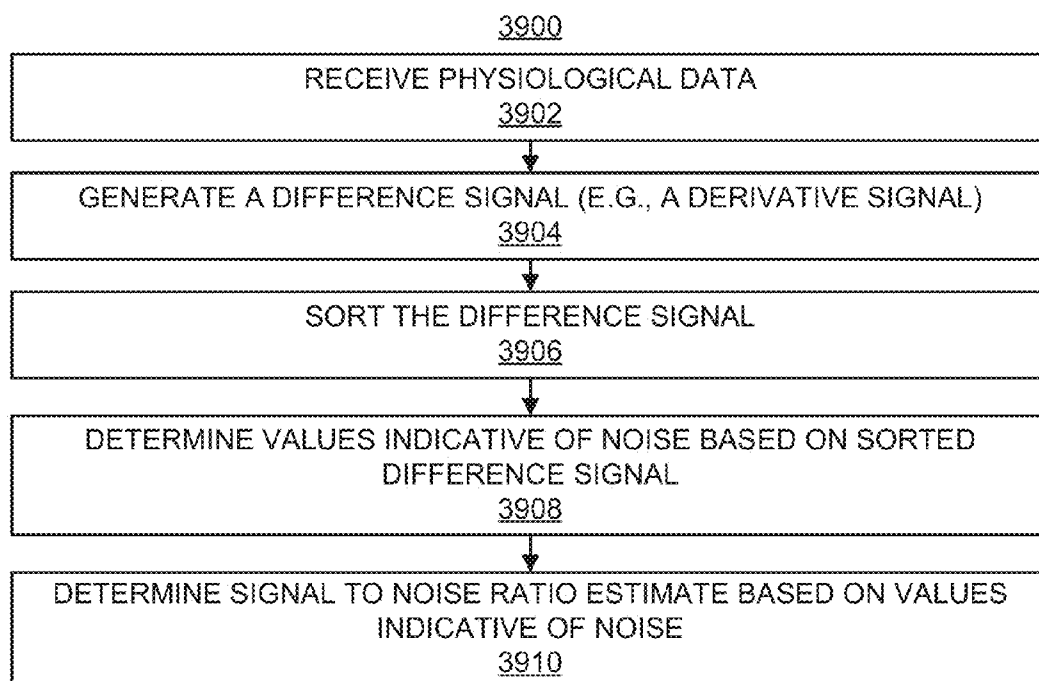 3900
RECEIVE PHYSIOLOGICAL DATA
3902
GENERATE A DIFFERENCE SIGNAL (E.G., A DERIVATIVE SIGNAL)
3904
SORT THE DIFFERENCE SIGNAL
3906
DETERMINE VALUES INDICATIVE OF NOISE BASED ON SORTED
DIFFERENCE SIGNAL
3908
DETERMINE SIGNAL TO NOISE RATIO ESTIMATE BASED ON VALUES
INDICATIVE OF NOISE
3910